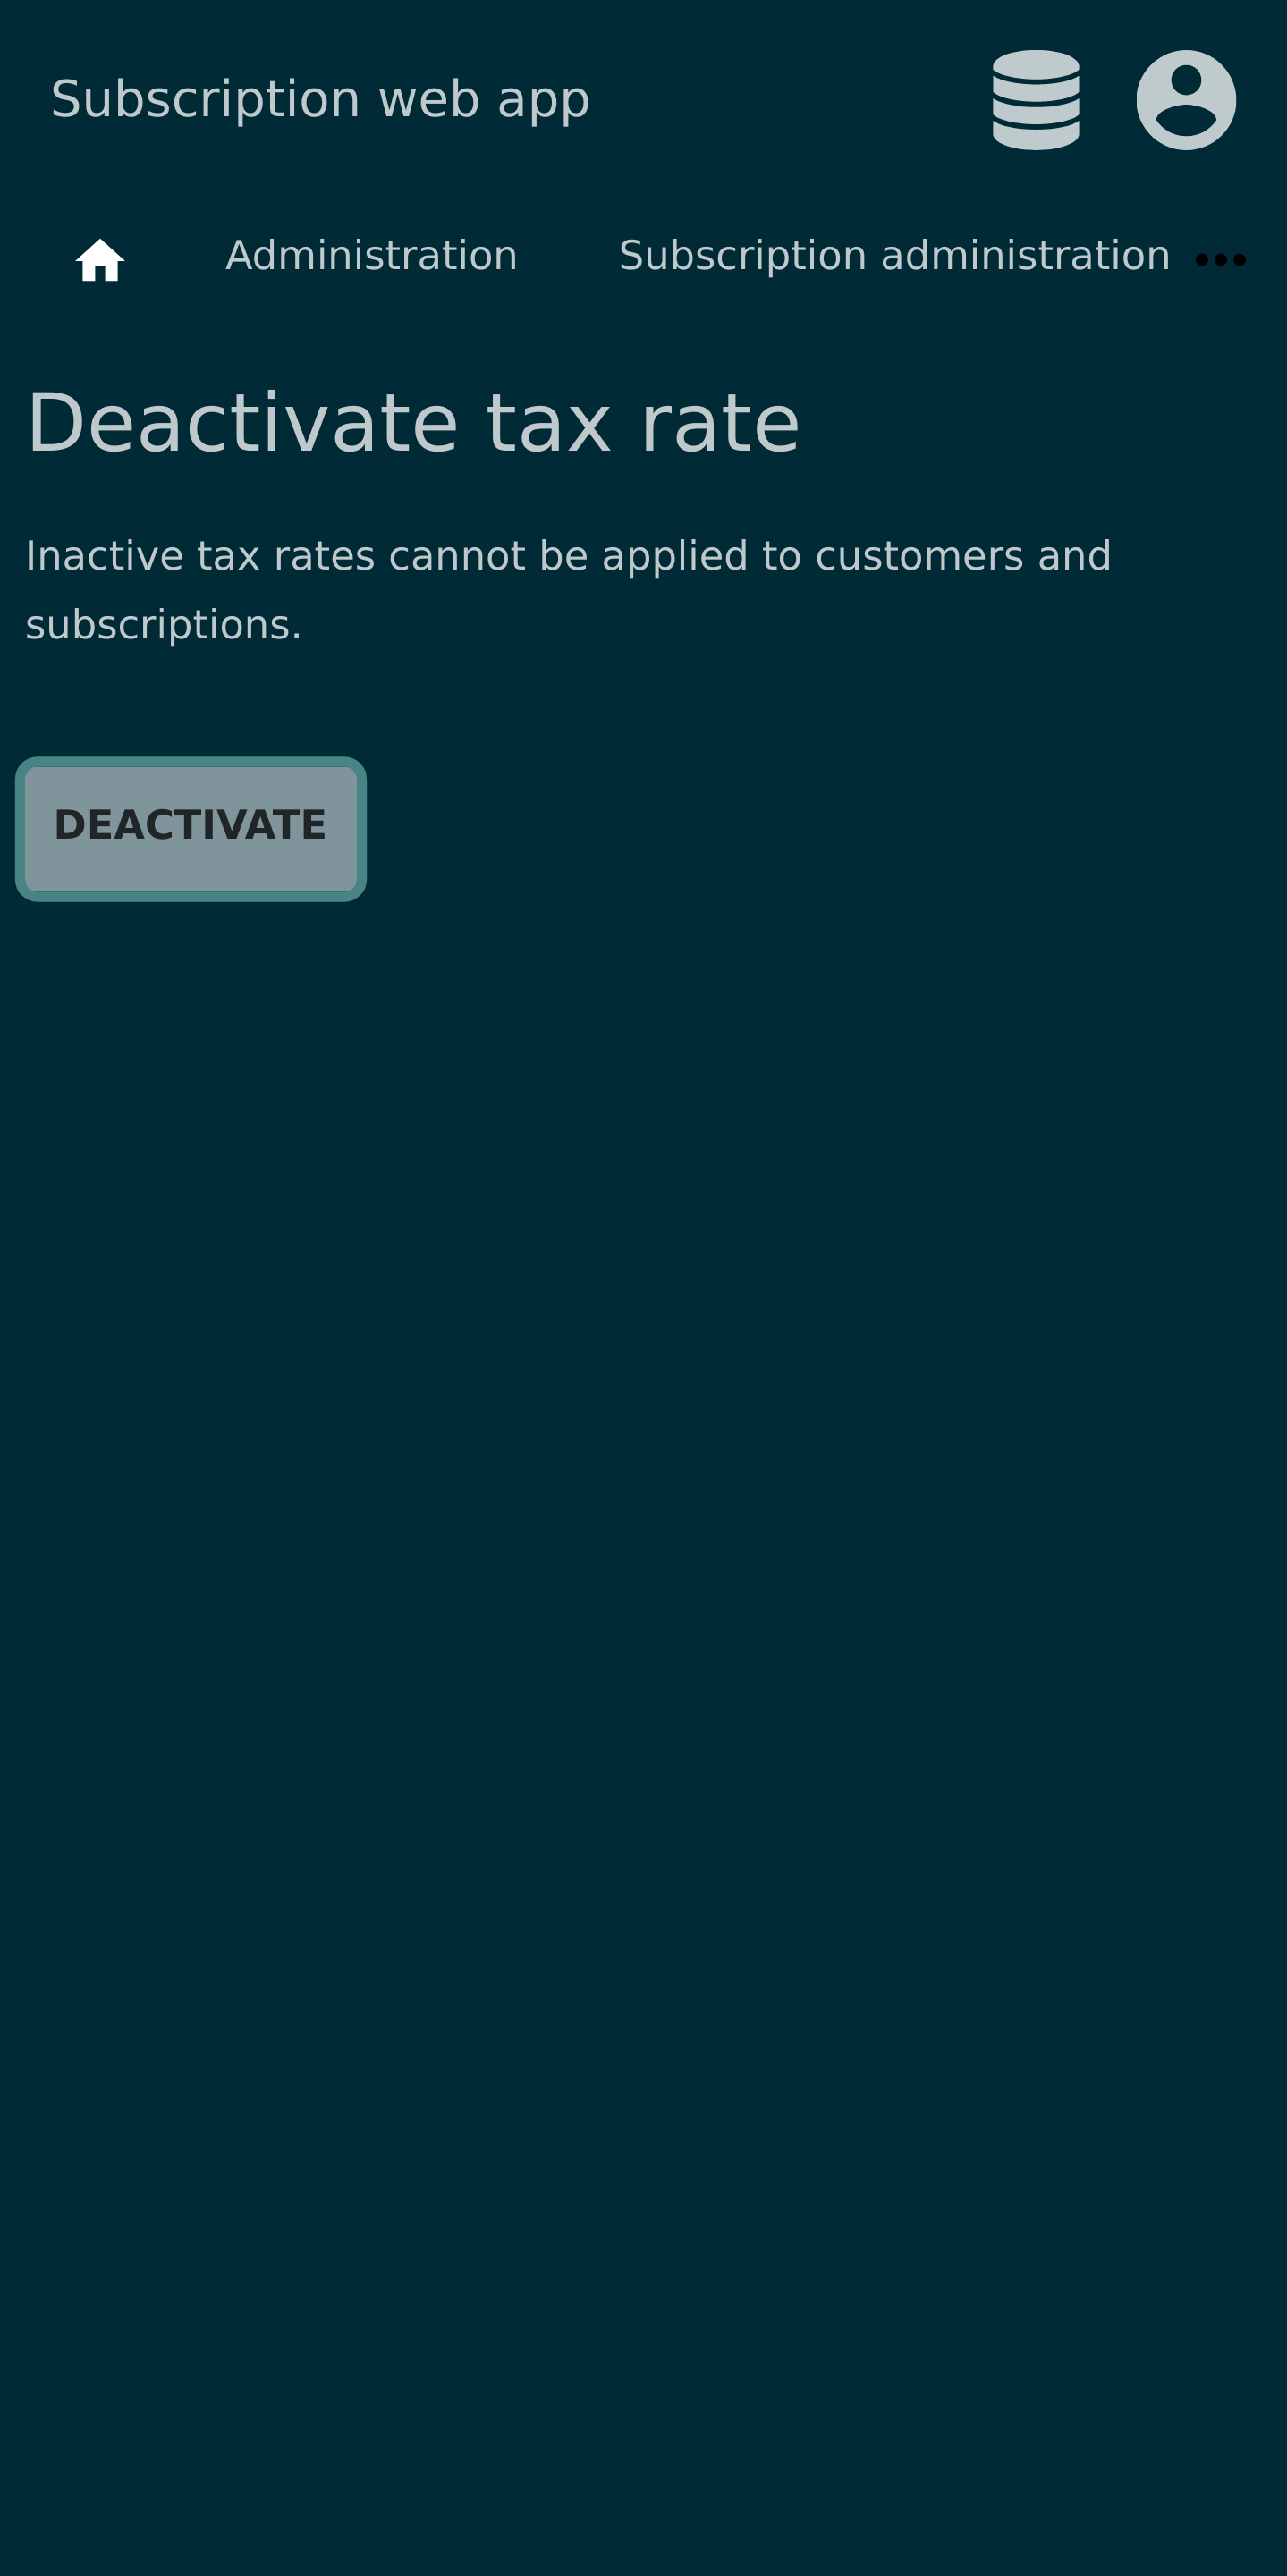 Subscription web app
Administration
Subscription administration
Deactivate tax rate
Inactive tax rates cannot be applied to customers and
subscriptions.
DEACTIVATE